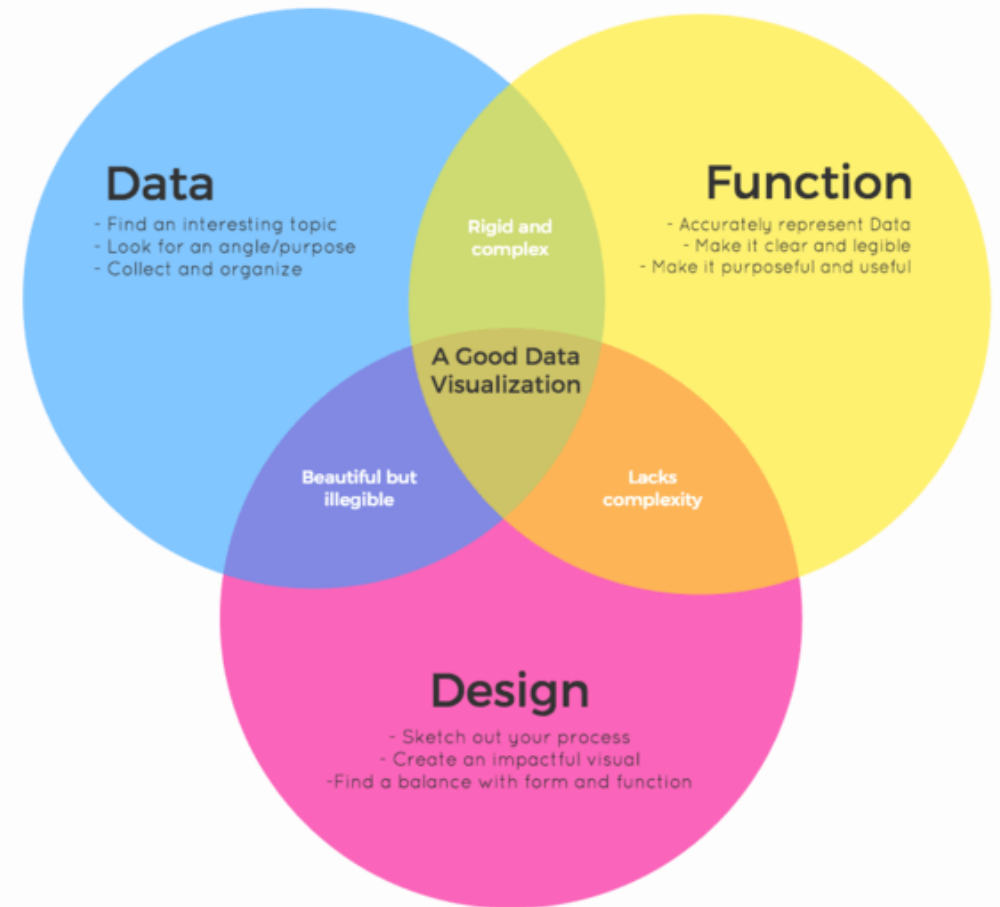 Data
- Find an interesting topic
- Look for an angle/purpose
- Collect and organize
Function
- Accurately represent Data
- Make it clear and legible
- Make it purposeful and useful
Rigid and
complex
A Good Data
Visualization
Beautiful but
illegible
Lacks
complexity
Design
- Sketch out your process
- Create an impactful visual
-Find a balance with form and function